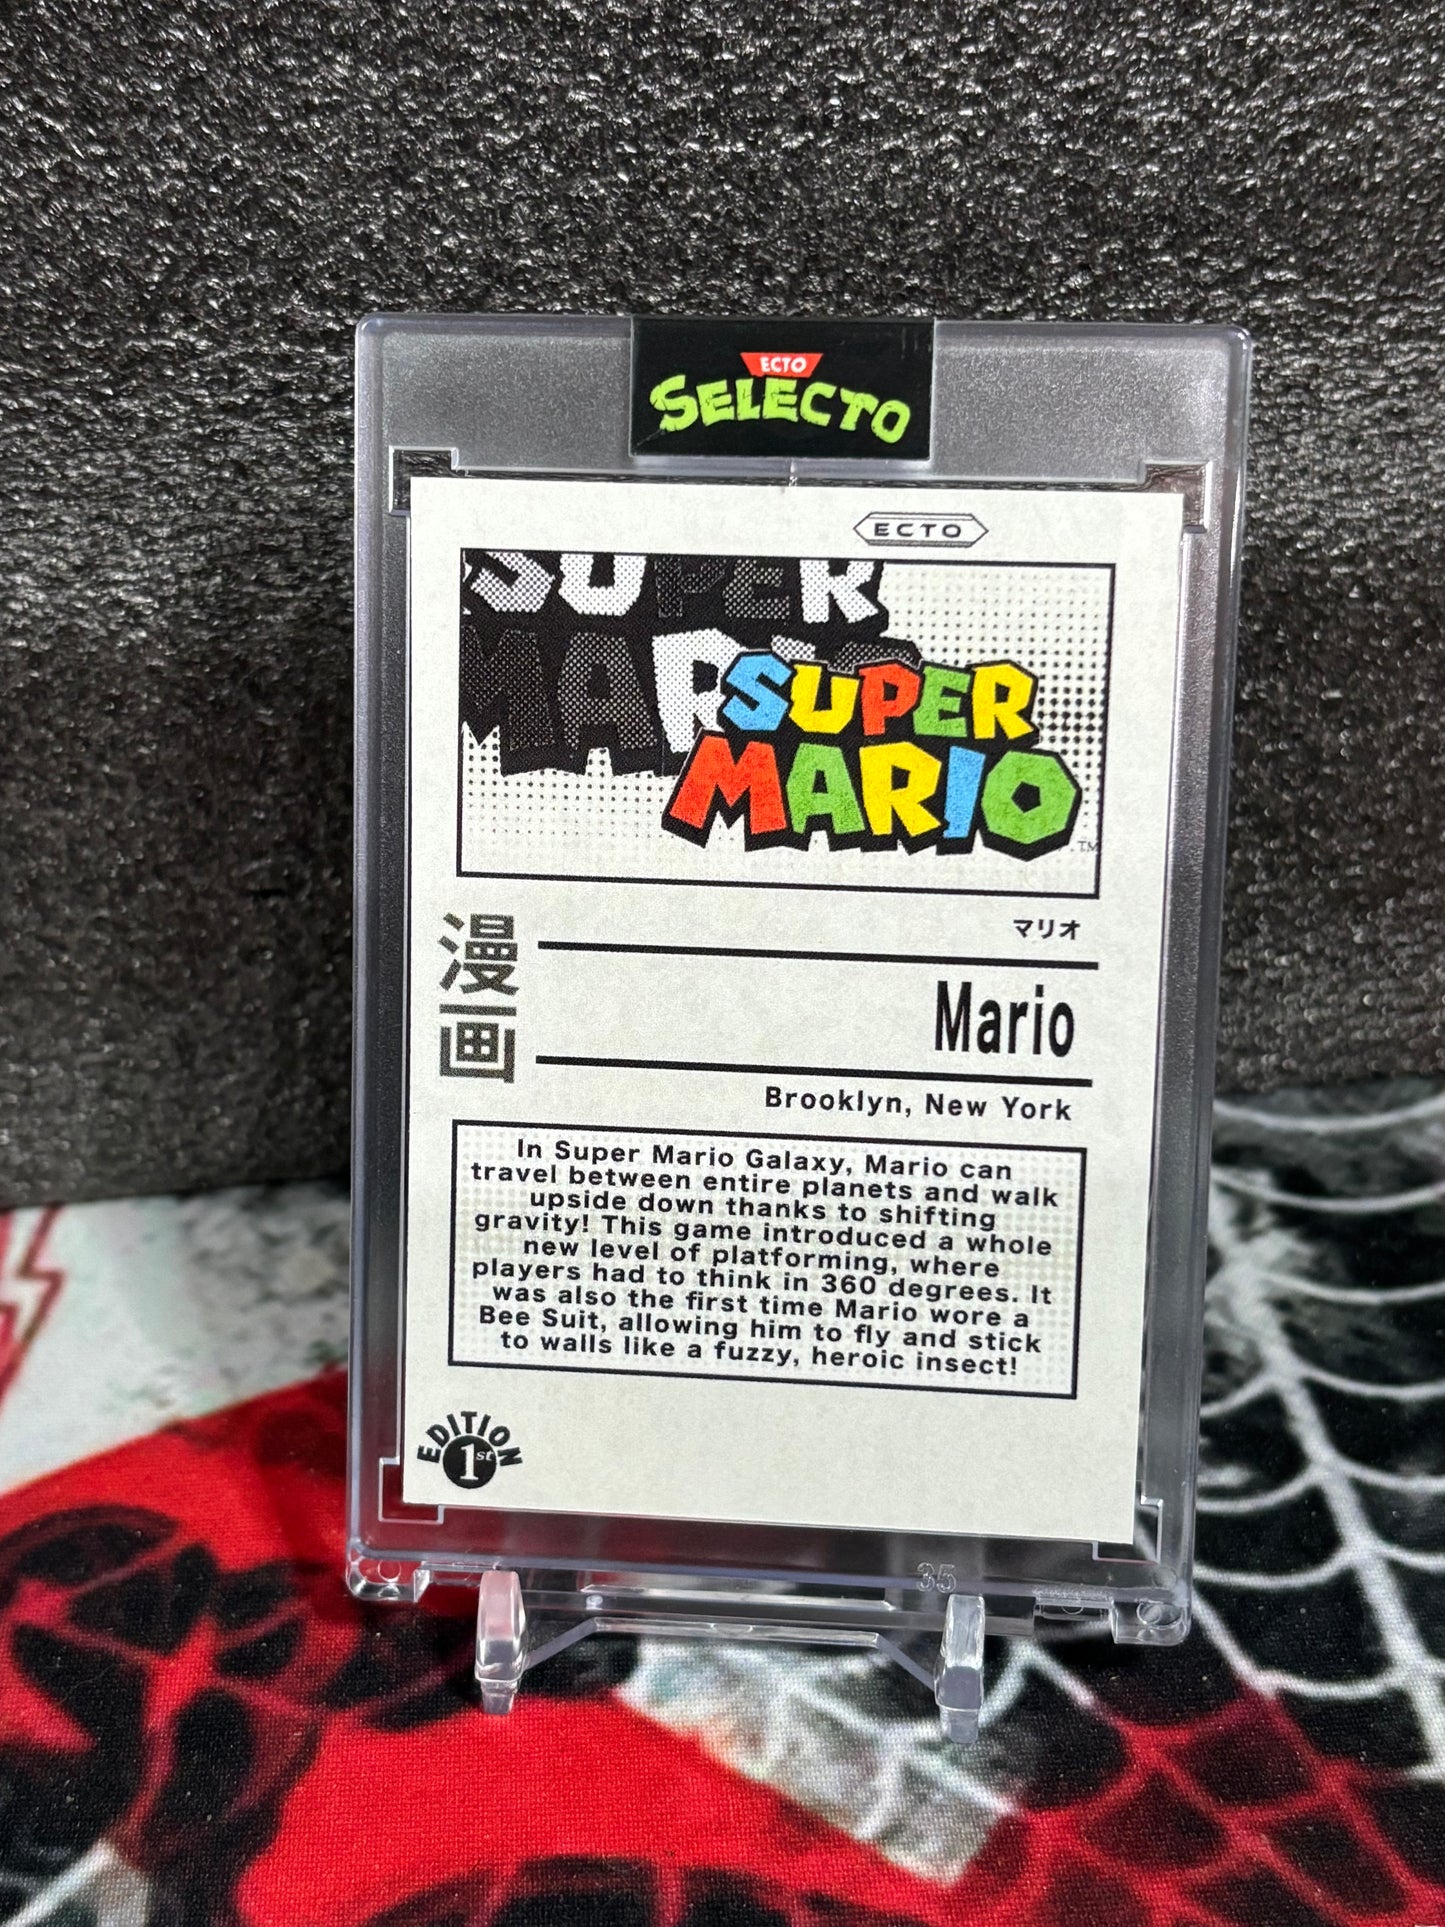 ECTO
SELECTO
ECTO
SUPER
MARIO
SUPER
MARIO
TM
マリオ
漫画
Mario
Brooklyn, New York
In Super Mario Galaxy, Mario can
travel between entire planets and walk
upside down thanks to shifting
gravity! This game introduced a whole
new level of platforming, where
players had to think in 360 degrees. It
was also the first time Mario wore a
Bee Suit, allowing him to fly and stick
to walls like a fuzzy, heroic insect!
EDITION
1st
35